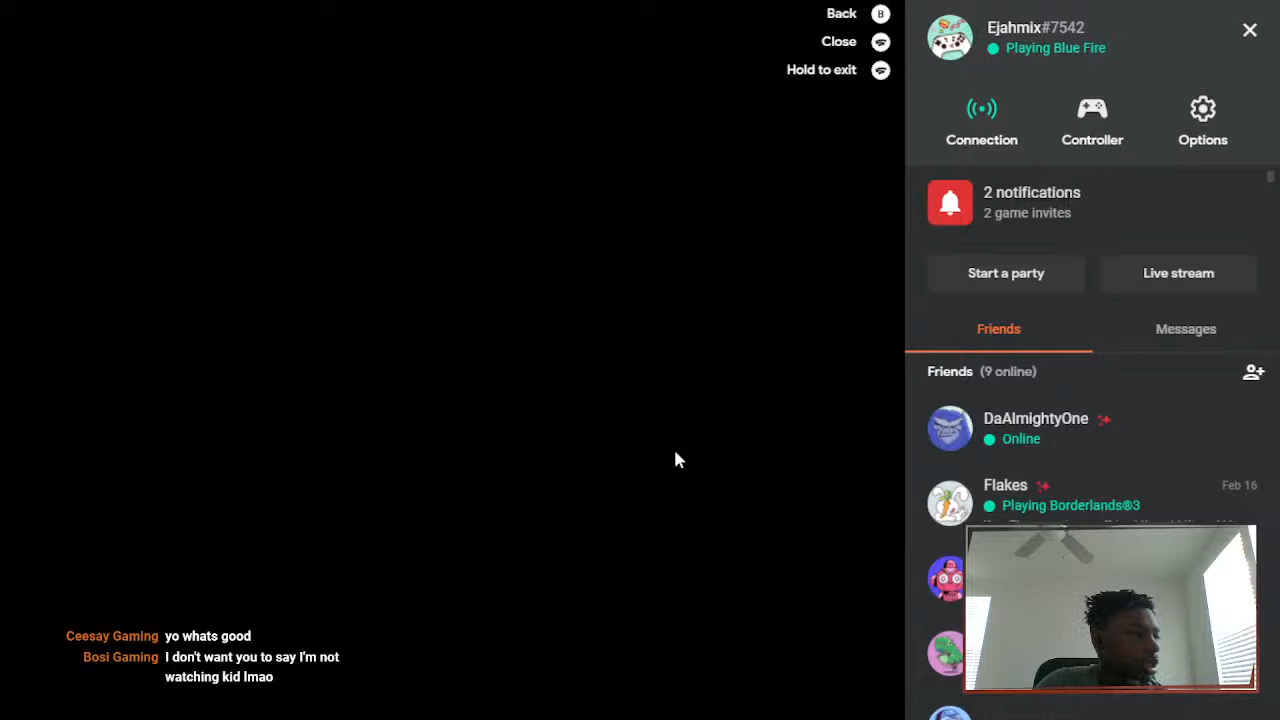 Back
Close
Hold to exit
Ejahmix#7542
Playing Blue Fire
Connection Controller Options
2 notifications
2 game invites
Start a party Live stream
Friends Messages
Friends (9 online)
DaAlmightyOne
Online
Flakes Feb 16
Playing Borderlands®3
Ceesay Gaming yo whats good
Bosi Gaming I don't want you to say I'm not
watching kid lmao